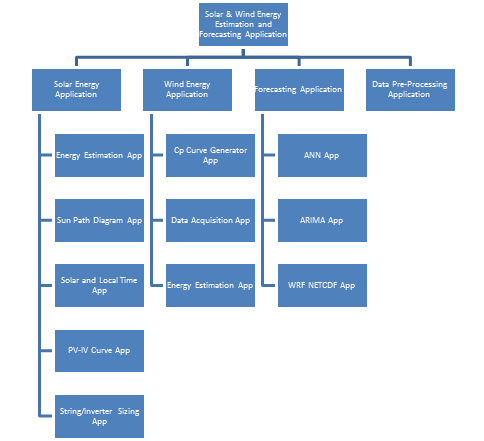 Solar & Wind Energy
Estimation and
Forecasting Application
Solar Energy
Application
Wind Energy
Application
Forecasting Application
Data Pre-Processing
Application
Energy Estimation App
Sun Path Diagram App
Solar and Local Time
App
PV-IV Curve App
String/Inverter Sizing
App
Cp Curve Generator
App
Data Acquisition App
Energy Estimation App
ANN App
ARIMA App
WRF NETCDF App